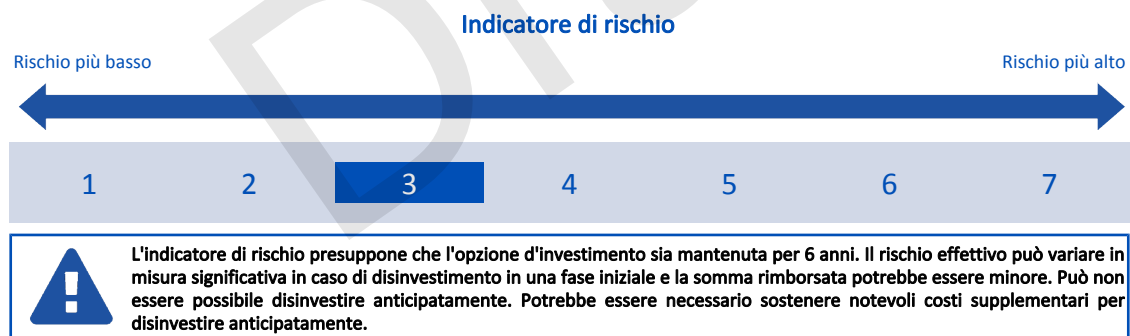 Indicatore di rischio
Rischio più basso
Rischio più alto
1 2 3 4 5 6 7
L'indicatore di rischio presuppone che l'opzione d'investimento sia mantenuta per 6 anni. Il rischio effettivo può variare in
misura significativa in caso di disinvestimento in una fase iniziale e la somma rimborsata potrebbe essere minore. Può non
essere possibile disinvestire anticipatamente. Potrebbe essere necessario sostenere notevoli costi supplementari per
disinvestire anticipatamente.